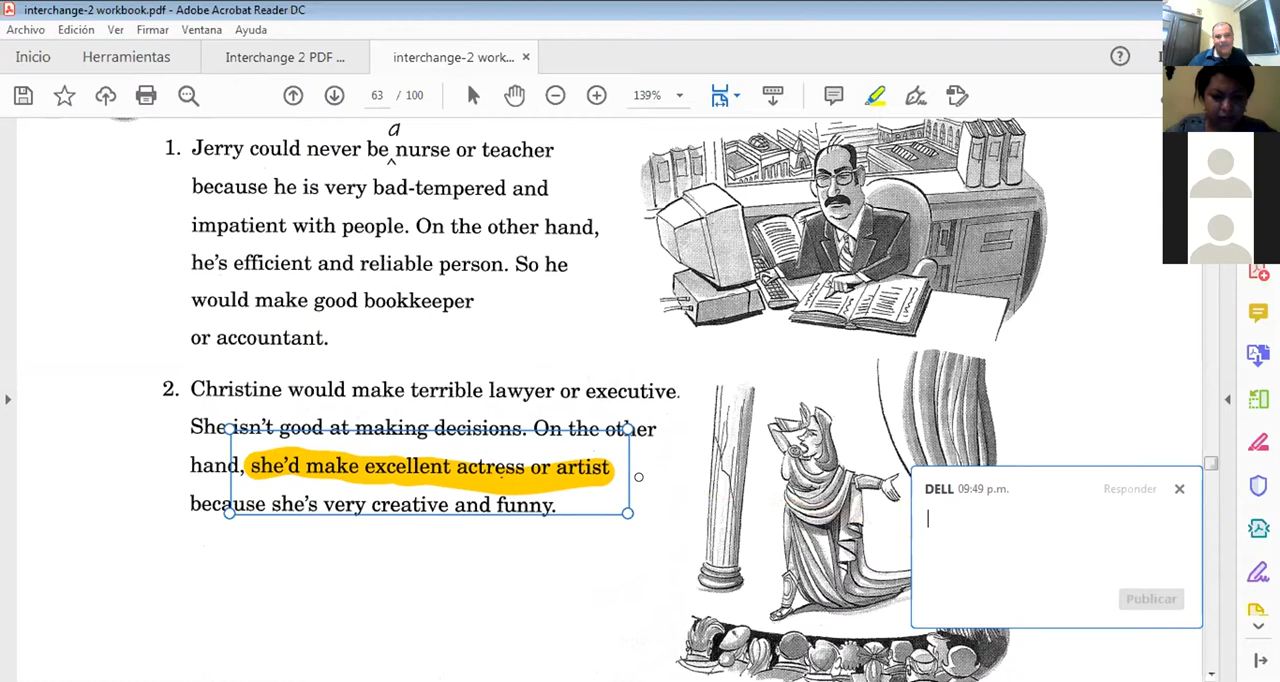 interchange-2 workbook.pdf - Adobe Acrobat Reader DC
Archivo Edición Ver Firmar Ventana Ayuda
Inicio Herramientas Interchange 2 PDF ... interchange-2 work... ×
63 / 100 139%
a
1. Jerry could never be nurse or teacher
because he is very bad-tempered and
impatient with people. On the other hand,
he's efficient and reliable person. So he
would make good bookkeeper
or accountant.
2. Christine would make terrible lawyer or executive.
She isn't good at making decisions. On the other
hand, she'd make excellent actress or artist
because she's very creative and funny.
DELL 09:49 p.m. Responder
Publicar